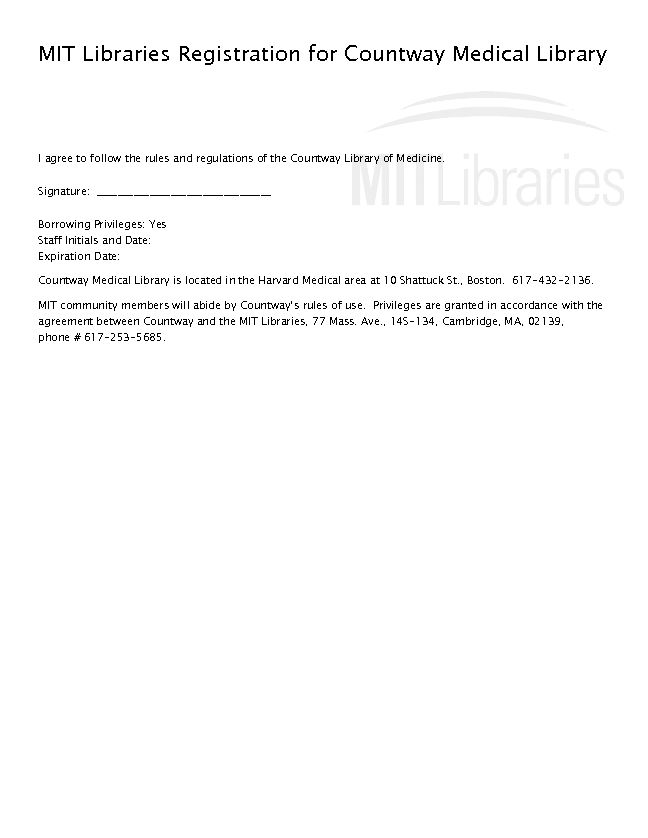 MIT Libraries Registration for Countway Medical Library
I agree to follow the rules and regulations of the Countway Library of Medicine.
MITLibraries
Signature: ______________________________
Borrowing Privileges: Yes
Staff Initials and Date:
Expiration Date:
Countway Medical Library is located in the Harvard Medical area at 10 Shattuck St., Boston.  617-432-2136.
MIT community members will abide by Countway's rules of use.  Privileges are granted in accordance with the
agreement between Countway and the MIT Libraries, 77 Mass. Ave., 14S-134, Cambridge, MA, 02139,
phone # 617-253-5685.